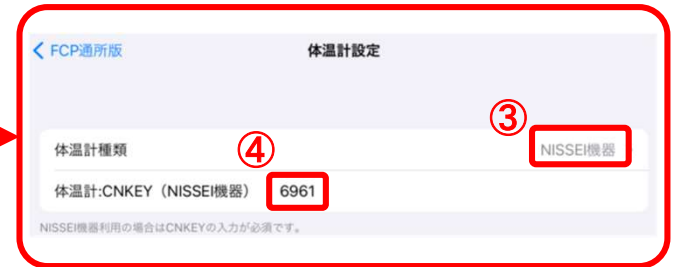 < FCP通所版 体温計設定
③
体温計種類 NISSEI機器
④
体温計:CNKEY（NISSEI機器） 6961
NISSEI機器利用の場合はCNKEYの入力が必須です。